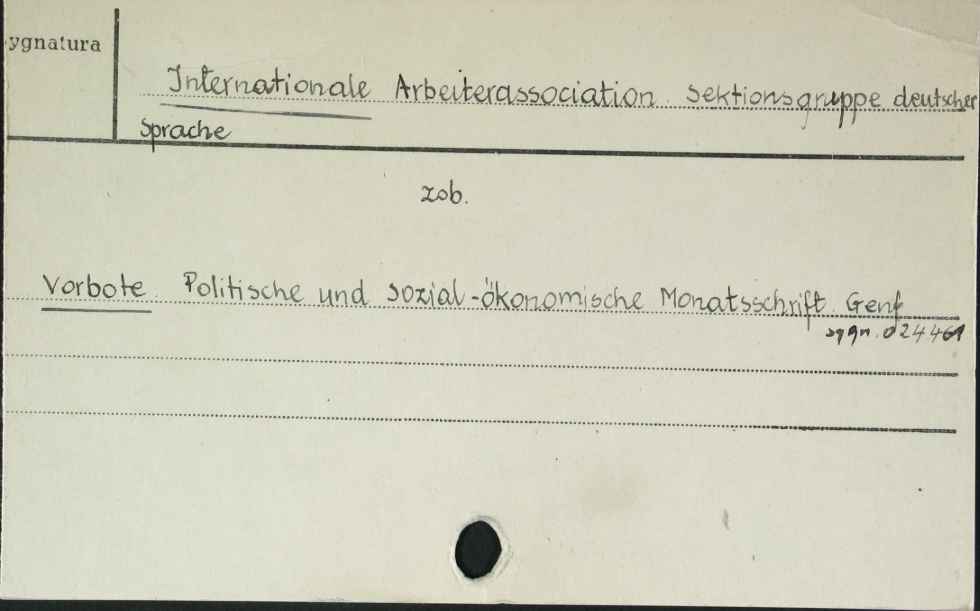 ygnatura
Internationale Arbeiterassociation. Sektionsgruppe deutscher
Sprache
zob.
Vorbote. Politische und sozial-ökonomische Monatsschrift. Genf
sygn. 024461